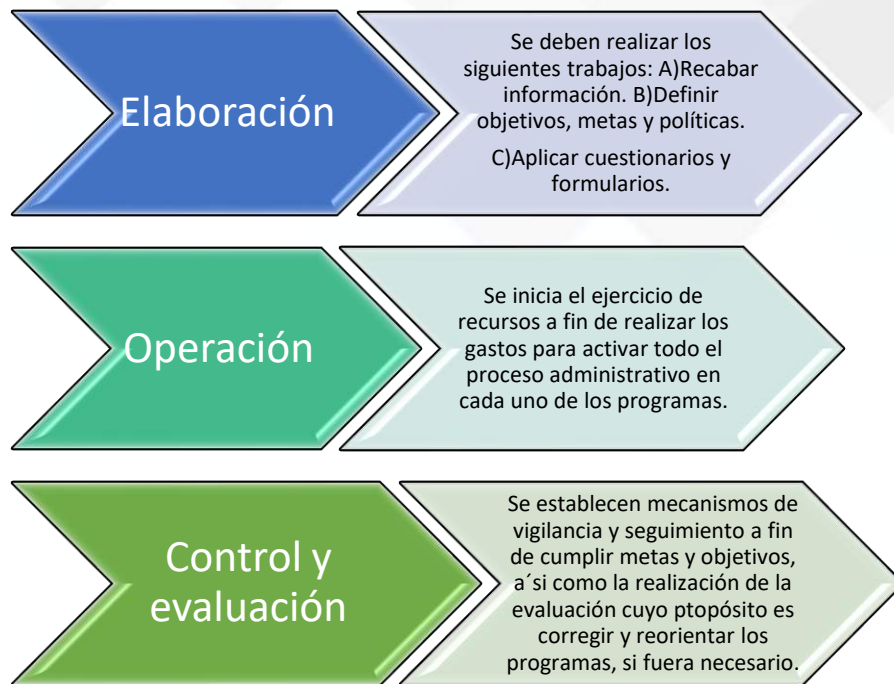 Elaboración
Se deben realizar los
siguientes trabajos: A)Recabar
información. B)Definir
objetivos, metas y políticas.
C)Aplicar cuestionarios y
formularios.
Operación
Se inicia el ejercicio de
recursos a fin de realizar los
gastos para activar todo el
proceso administrativo en
cada uno de los programas.
Control y
evaluación
Se establecen mecanismos de
vigilancia y seguimiento a fin
de cumplir metas y objetivos,
a´si como la realización de la
evaluación cuyo ptopósito es
corregir y reorientar los
programas, si fuera necesario.